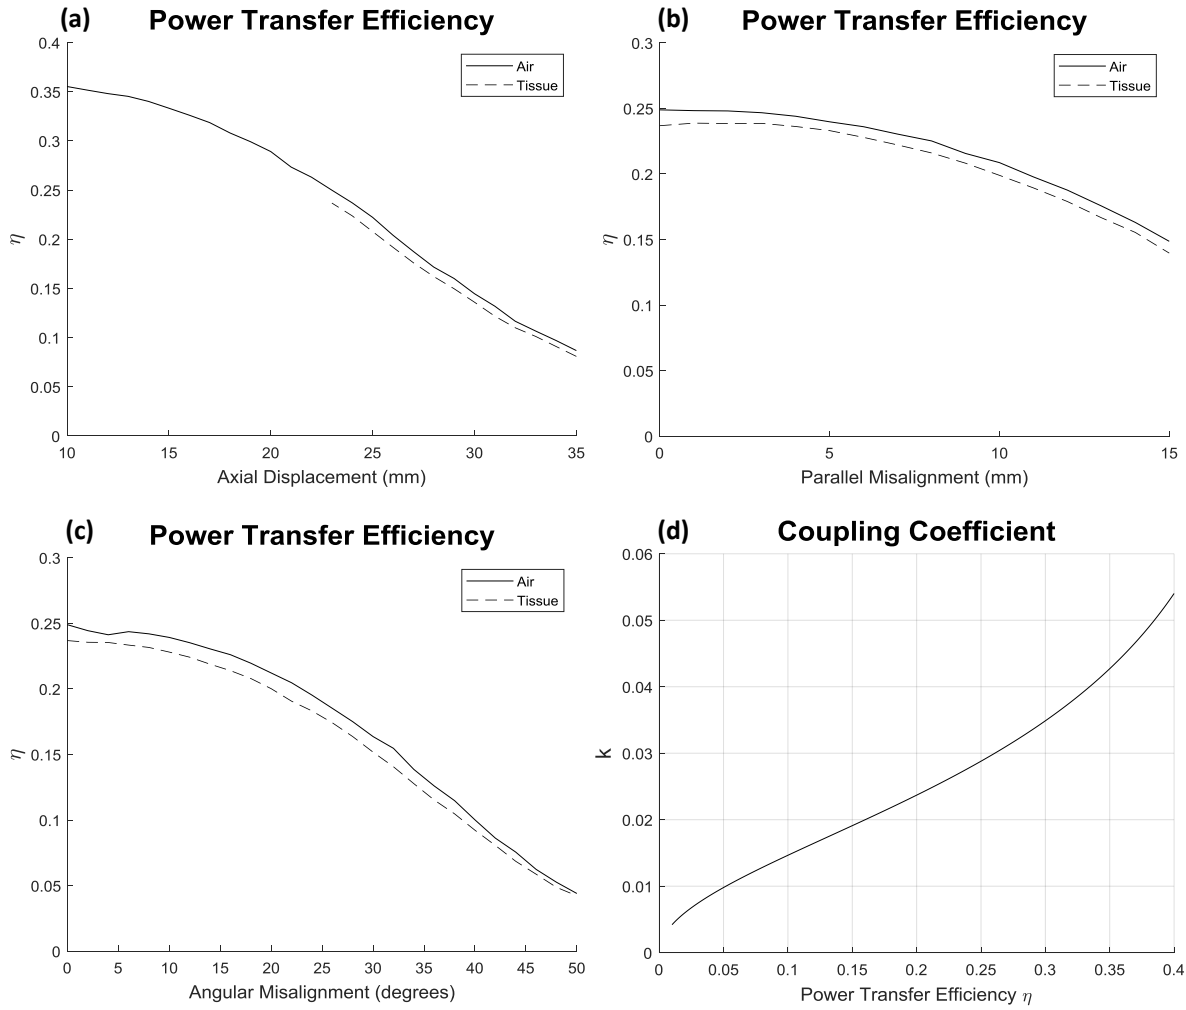 (a) Power Transfer Efficiency
0.4
0.35
0.3
0.25
0.2
0.15
0.1
0.05
0
η
Air
Tissue
10 15 20 25 30 35
Axial Displacement (mm)
(b) Power Transfer Efficiency
0.3
0.25
0.2
0.15
0.1
0.05
0
η
Air
Tissue
0 5 10 15
Parallel Misalignment (mm)
(c) Power Transfer Efficiency
0.3
0.25
0.2
0.15
0.1
0.05
0
η
Air
Tissue
0 5 10 15 20 25 30 35 40 45 50
Angular Misalignment (degrees)
(d) Coupling Coefficient
0.06
0.05
0.04
0.03
0.02
0.01
0
k
0 0.05 0.1 0.15 0.2 0.25 0.3 0.35 0.4
Power Transfer Efficiency η